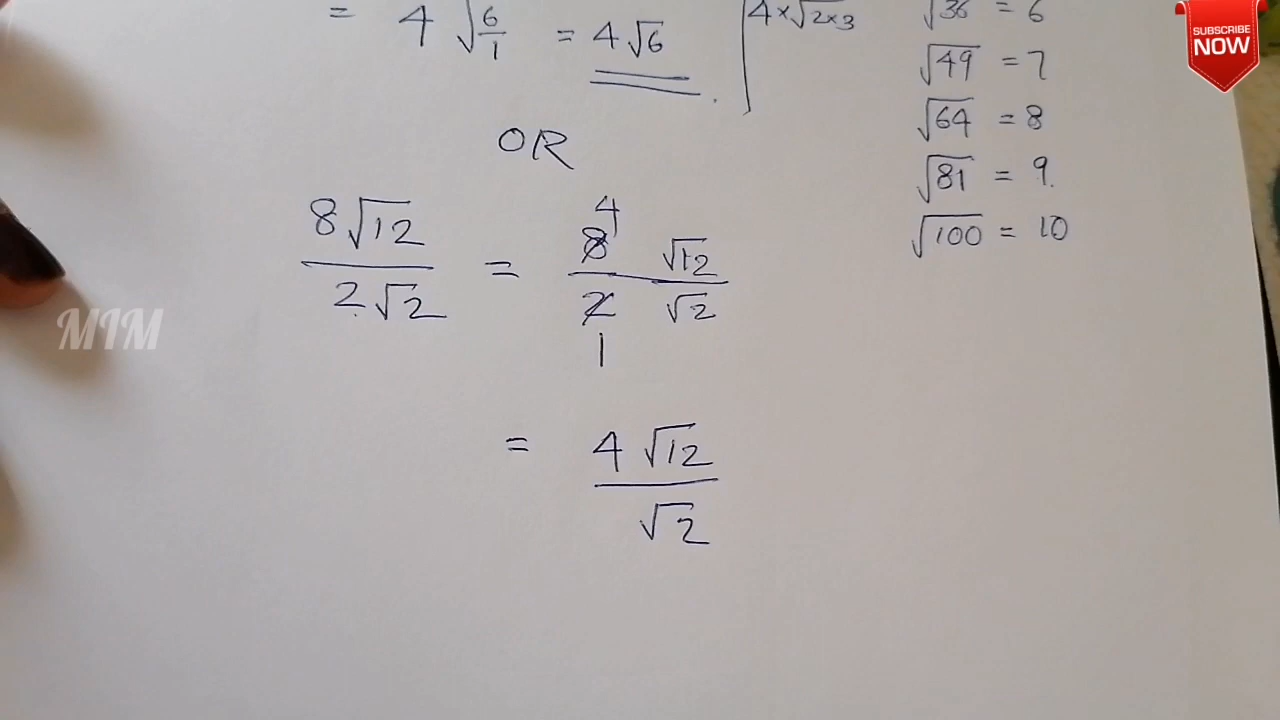 = 4 √6/1 = 4√6 | 4×√2×3
√36 = 6
SUBSCRIBE
NOW
√49 = 7
√64 = 8
OR
√81 = 9.
8√12 / 2√2 = 8 4 √12 / 2 1 √2
√100 = 10
MIM
= 4√12 / √2